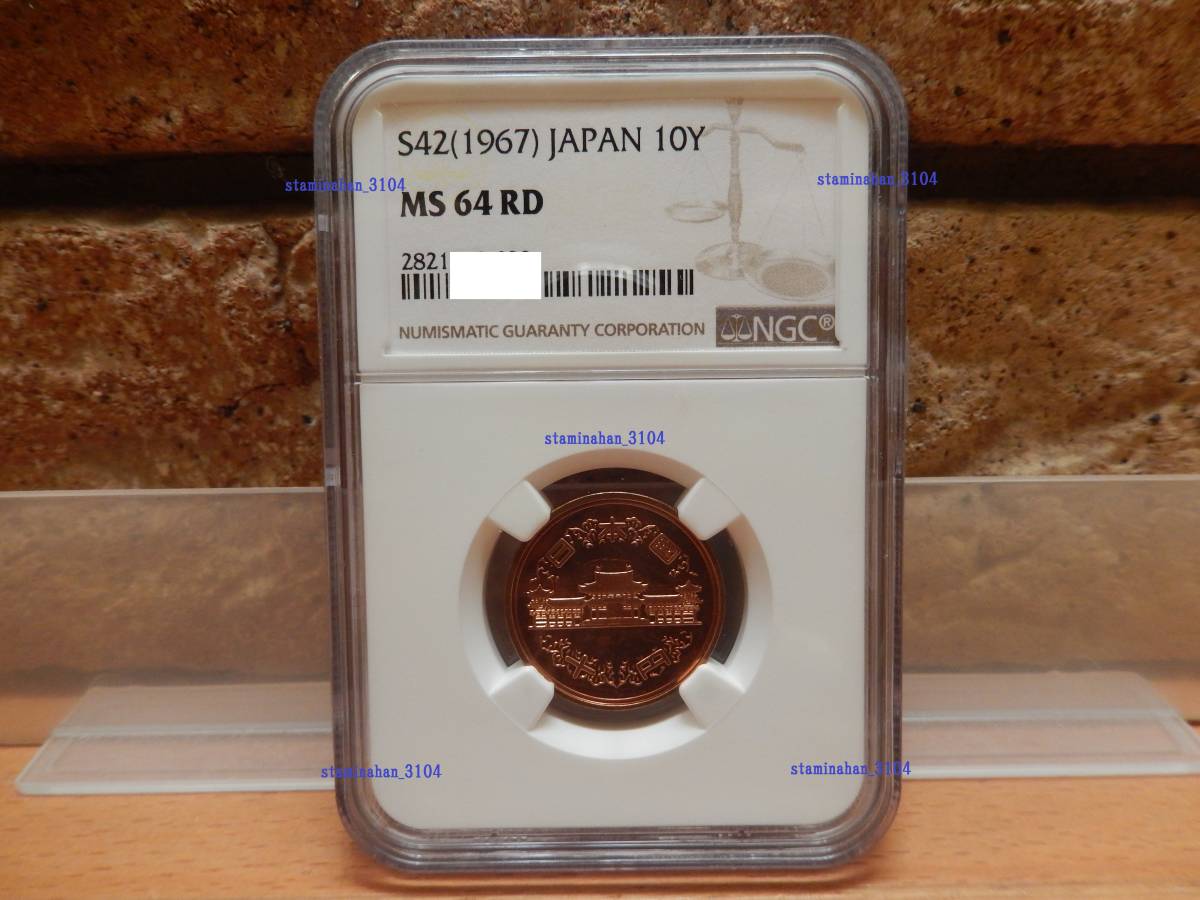 S42(1967) JAPAN 10Y
staminahan_3104
staminahan_3104
MS 64 RD
2821
NUMISMATIC GUARANTY CORPORATION
NGC®
staminahan_3104
staminahan_3104
staminahan_3104